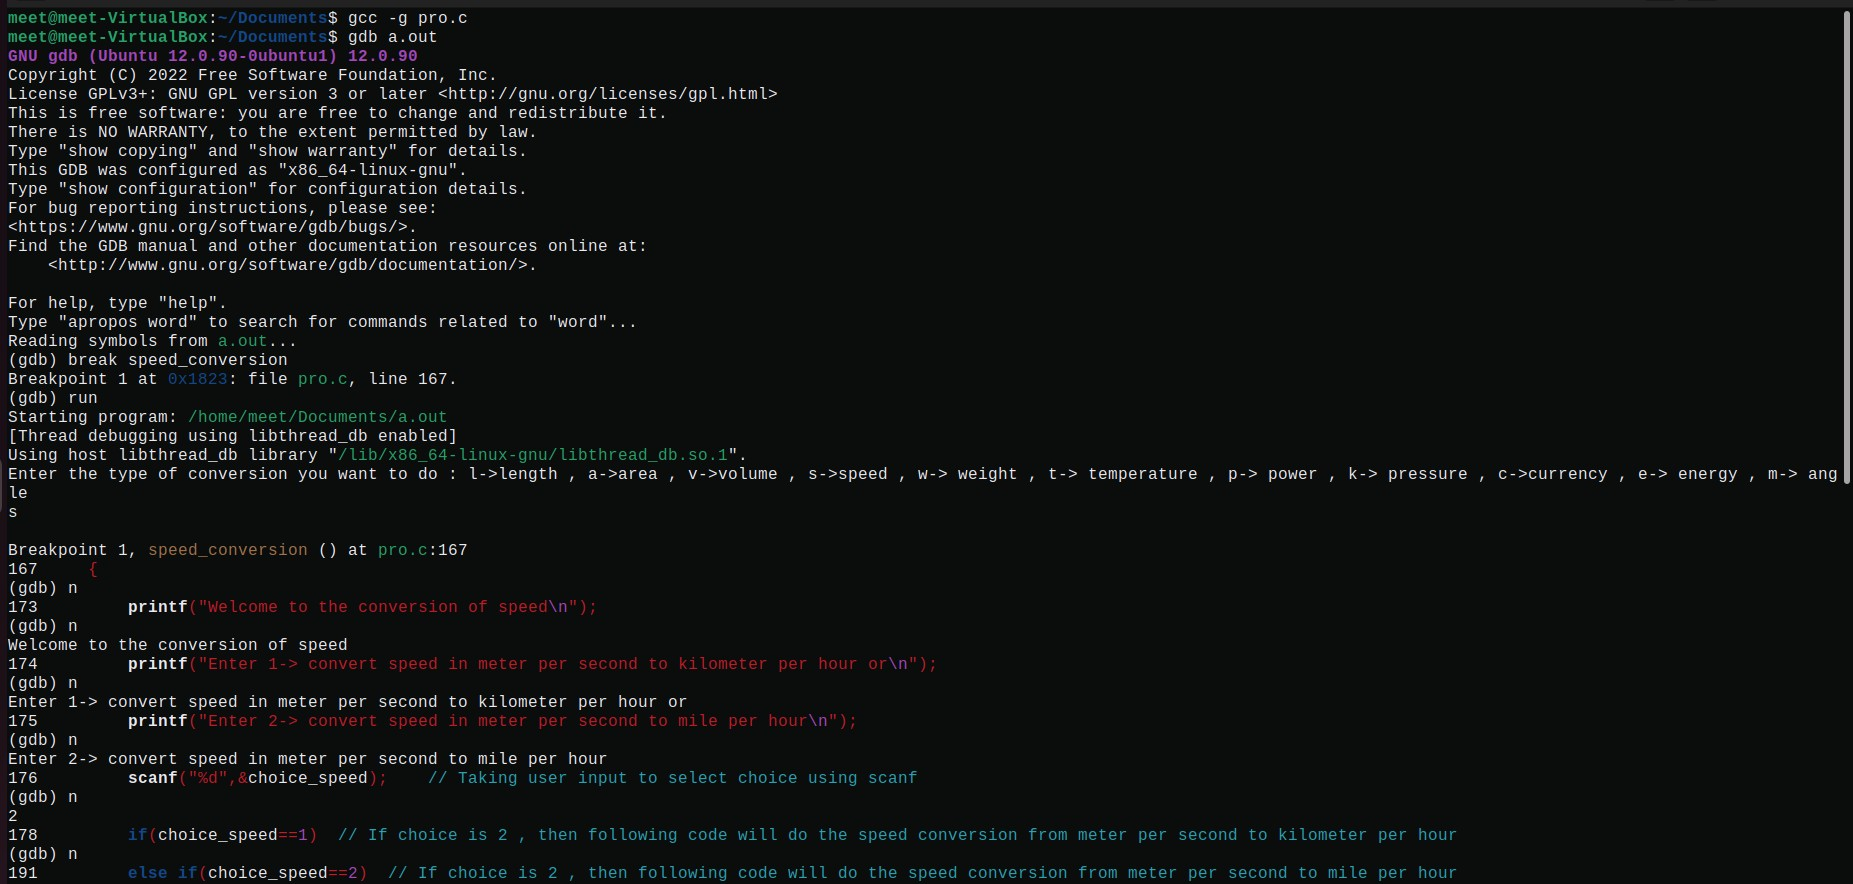 meet@meet-VirtualBox:~/Documents$ gcc -g pro.c
meet@meet-VirtualBox:~/Documents$ gdb a.out
GNU gdb (Ubuntu 12.0.90-0ubuntu1) 12.0.90
Copyright (C) 2022 Free Software Foundation, Inc.
License GPLv3+: GNU GPL version 3 or later <http://gnu.org/licenses/gpl.html>
This is free software: you are free to change and redistribute it.
There is NO WARRANTY, to the extent permitted by law.
Type "show copying" and "show warranty" for details.
This GDB was configured as "x86_64-linux-gnu".
Type "show configuration" for configuration details.
For bug reporting instructions, please see:
<https://www.gnu.org/software/gdb/bugs/>.
Find the GDB manual and other documentation resources online at:
    <http://www.gnu.org/software/gdb/documentation/>.

For help, type "help".
Type "apropos word" to search for commands related to "word"...
Reading symbols from a.out...
(gdb) break speed_conversion
Breakpoint 1 at 0x1823: file pro.c, line 167.
(gdb) run
Starting program: /home/meet/Documents/a.out
[Thread debugging using libthread_db enabled]
Using host libthread_db library "/lib/x86_64-linux-gnu/libthread_db.so.1".
Enter the type of conversion you want to do : l->length , a->area , v->volume , s->speed , w-> weight , t-> temperature , p-> power , k-> pressure , c->currency , e-> energy , m-> ang
le
s

Breakpoint 1, speed_conversion () at pro.c:167
167     {
(gdb) n
173         printf("Welcome to the conversion of speed\n");
(gdb) n
Welcome to the conversion of speed
174         printf("Enter 1-> convert speed in meter per second to kilometer per hour or\n");
(gdb) n
Enter 1-> convert speed in meter per second to kilometer per hour or
175         printf("Enter 2-> convert speed in meter per second to mile per hour\n");
(gdb) n
Enter 2-> convert speed in meter per second to mile per hour
176         scanf("%d",&choice_speed);    // Taking user input to select choice using scanf
(gdb) n
2
178         if(choice_speed==1)  // If choice is 2 , then following code will do the speed conversion from meter per second to kilometer per hour
(gdb) n
191         else if(choice_speed==2)  // If choice is 2 , then following code will do the speed conversion from meter per second to mile per hour